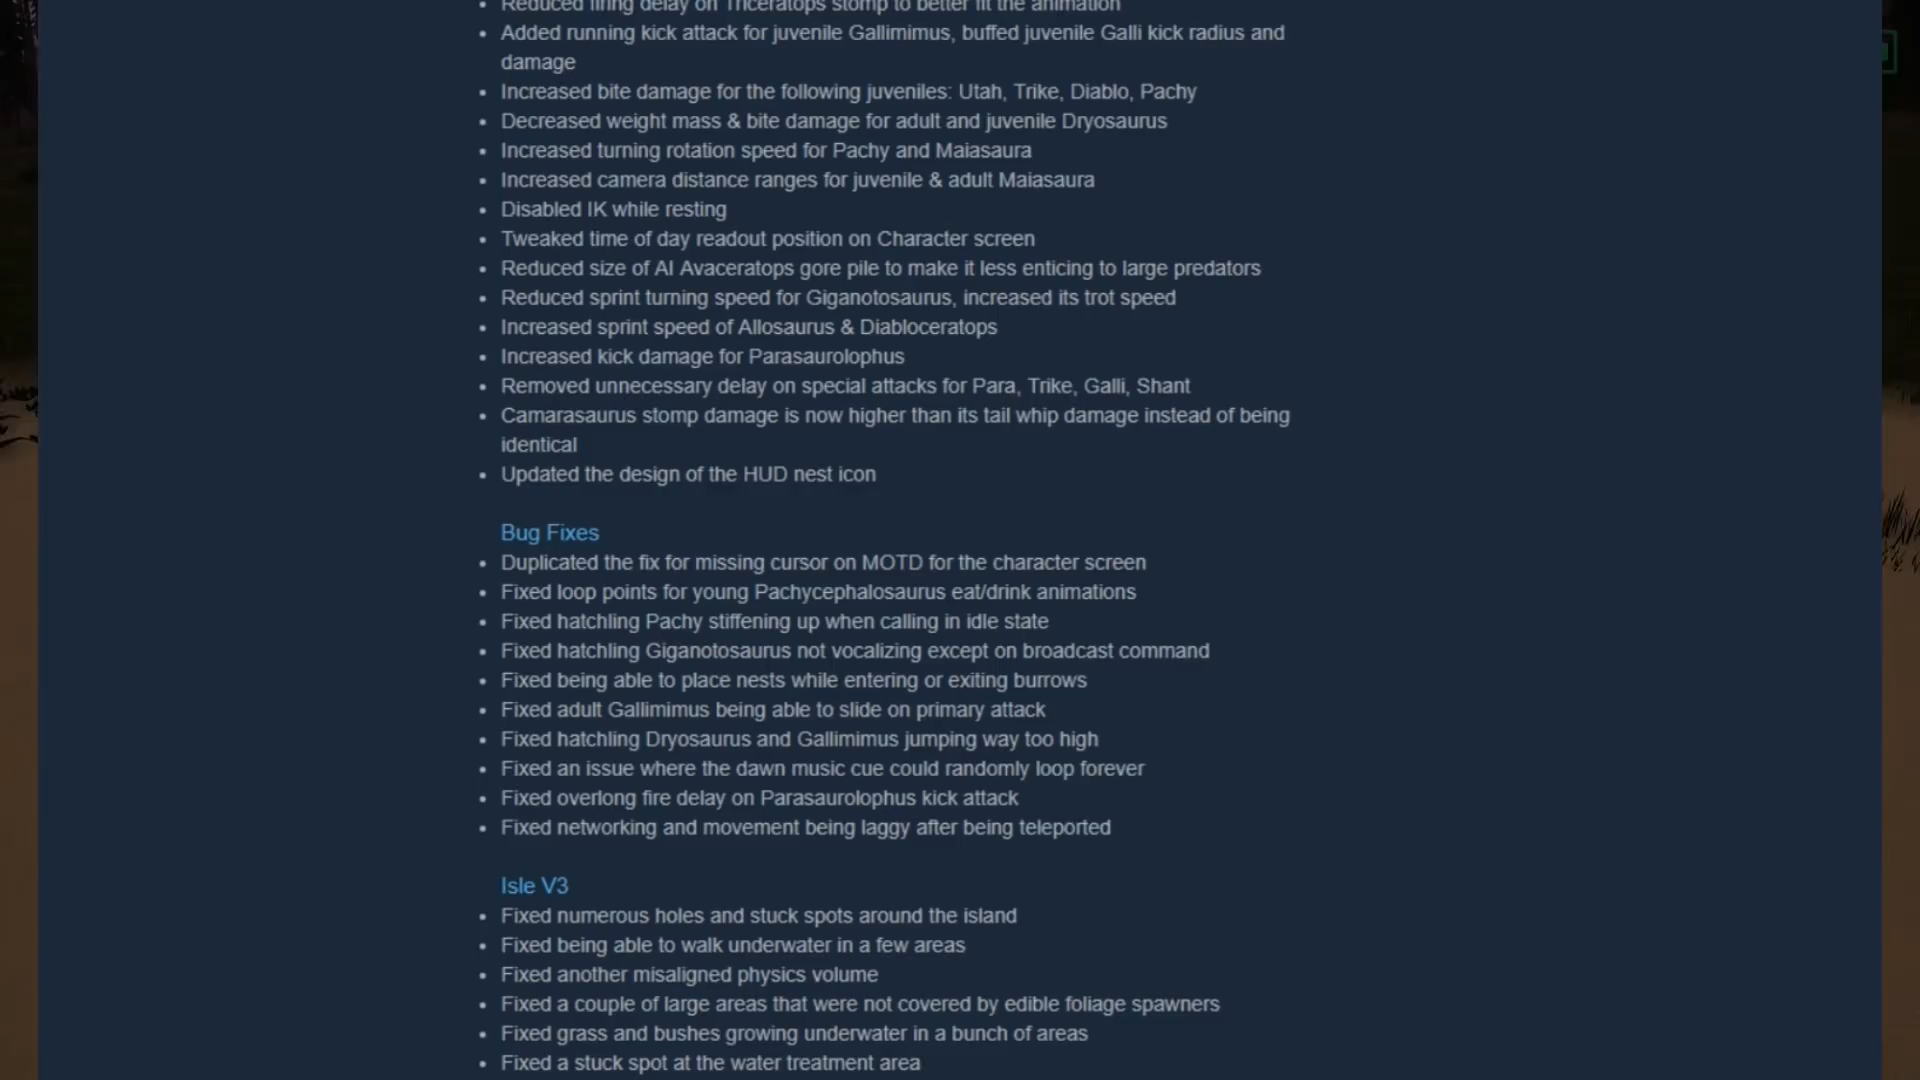 Reduced firing delay on Triceratops stomp to better fit the animation
Added running kick attack for juvenile Gallimimus, buffed juvenile Galli kick radius and
damage
Increased bite damage for the following juveniles: Utah, Trike, Diablo, Pachy
Decreased weight mass & bite damage for adult and juvenile Dryosaurus
Increased turning rotation speed for Pachy and Maiasaura
Increased camera distance ranges for juvenile & adult Maiasaura
Disabled IK while resting
Tweaked time of day readout position on Character screen
Reduced size of AI Avaceratops gore pile to make it less enticing to large predators
Reduced sprint turning speed for Giganotosaurus, increased its trot speed
Increased sprint speed of Allosaurus & Diabloceratops
Increased kick damage for Parasaurolophus
Removed unnecessary delay on special attacks for Para, Trike, Galli, Shant
Camarasaurus stomp damage is now higher than its tail whip damage instead of being
identical
Updated the design of the HUD nest icon
Bug Fixes
Duplicated the fix for missing cursor on MOTD for the character screen
Fixed loop points for young Pachycephalosaurus eat/drink animations
Fixed hatchling Pachy stiffening up when calling in idle state
Fixed hatchling Giganotosaurus not vocalizing except on broadcast command
Fixed being able to place nests while entering or exiting burrows
Fixed adult Gallimimus being able to slide on primary attack
Fixed hatchling Dryosaurus and Gallimimus jumping way too high
Fixed an issue where the dawn music cue could randomly loop forever
Fixed overlong fire delay on Parasaurolophus kick attack
Fixed networking and movement being laggy after being teleported
Isle V3
Fixed numerous holes and stuck spots around the island
Fixed being able to walk underwater in a few areas
Fixed another misaligned physics volume
Fixed a couple of large areas that were not covered by edible foliage spawners
Fixed grass and bushes growing underwater in a bunch of areas
Fixed a stuck spot at the water treatment area